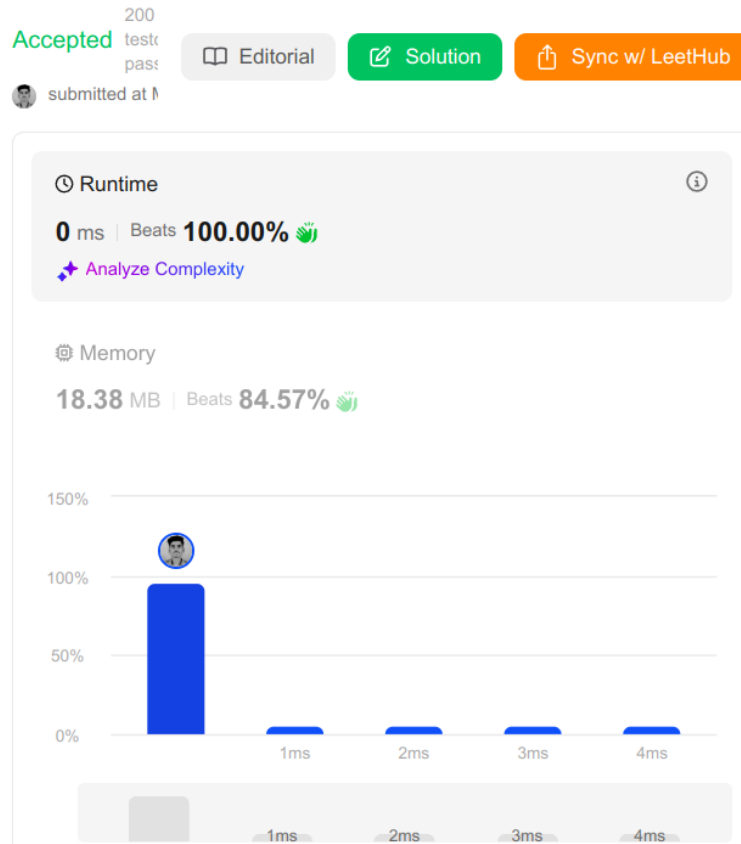 Accepted
200
pass
Editorial
Solution
Sync w/ LeetHub
submitted at
Runtime
0 ms | Beats 100.00%
Analyze Complexity
Memory
18.38 MB | Beats 84.57%
150%
100%
50%
0%
1ms 2ms 3ms 4ms
1ms 2ms 3ms 4ms